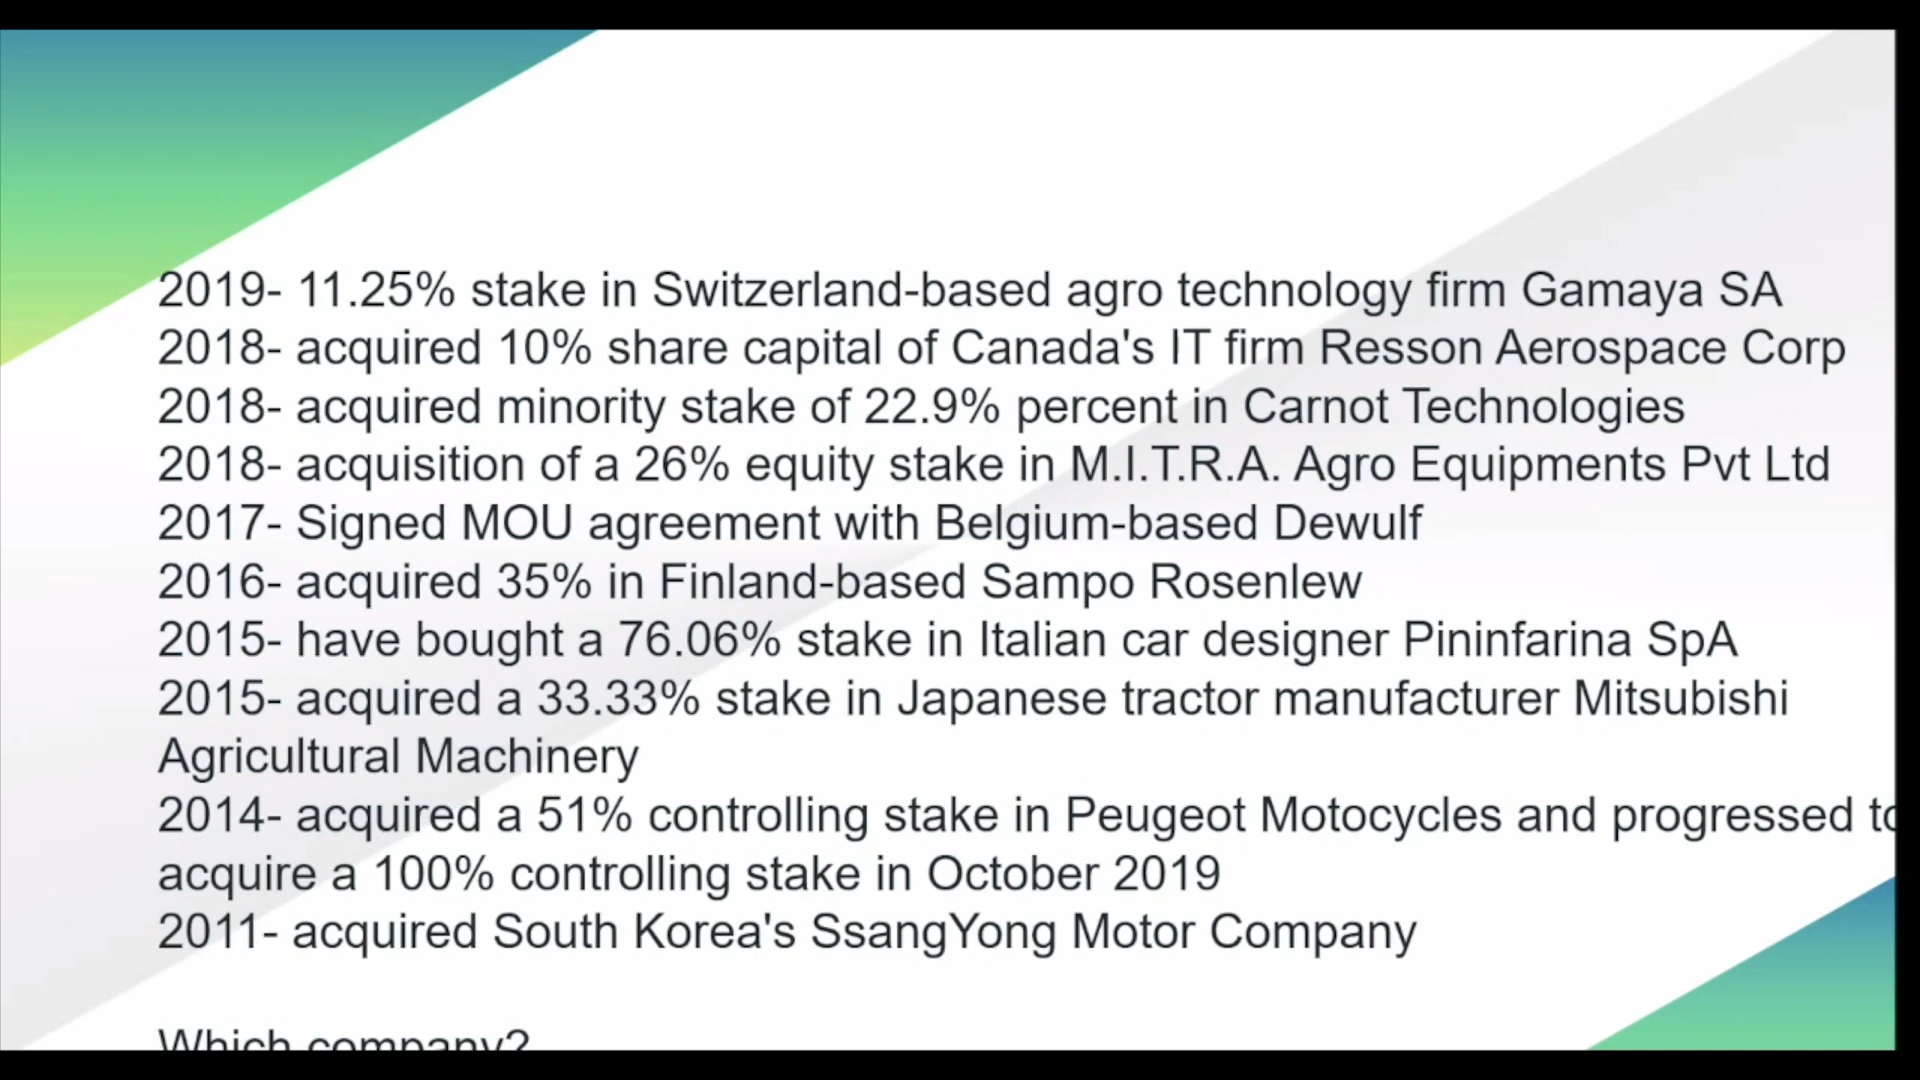 2019- 11.25% stake in Switzerland-based agro technology firm Gamaya SA
2018- acquired 10% share capital of Canada's IT firm Resson Aerospace Corp
2018- acquired minority stake of 22.9% percent in Carnot Technologies
2018- acquisition of a 26% equity stake in M.I.T.R.A. Agro Equipments Pvt Ltd
2017- Signed MOU agreement with Belgium-based Dewulf
2016- acquired 35% in Finland-based Sampo Rosenlew
2015- have bought a 76.06% stake in Italian car designer Pininfarina SpA
2015- acquired a 33.33% stake in Japanese tractor manufacturer Mitsubishi
Agricultural Machinery
2014- acquired a 51% controlling stake in Peugeot Motocycles and progressed to
acquire a 100% controlling stake in October 2019
2011- acquired South Korea's SsangYong Motor Company
Which company?